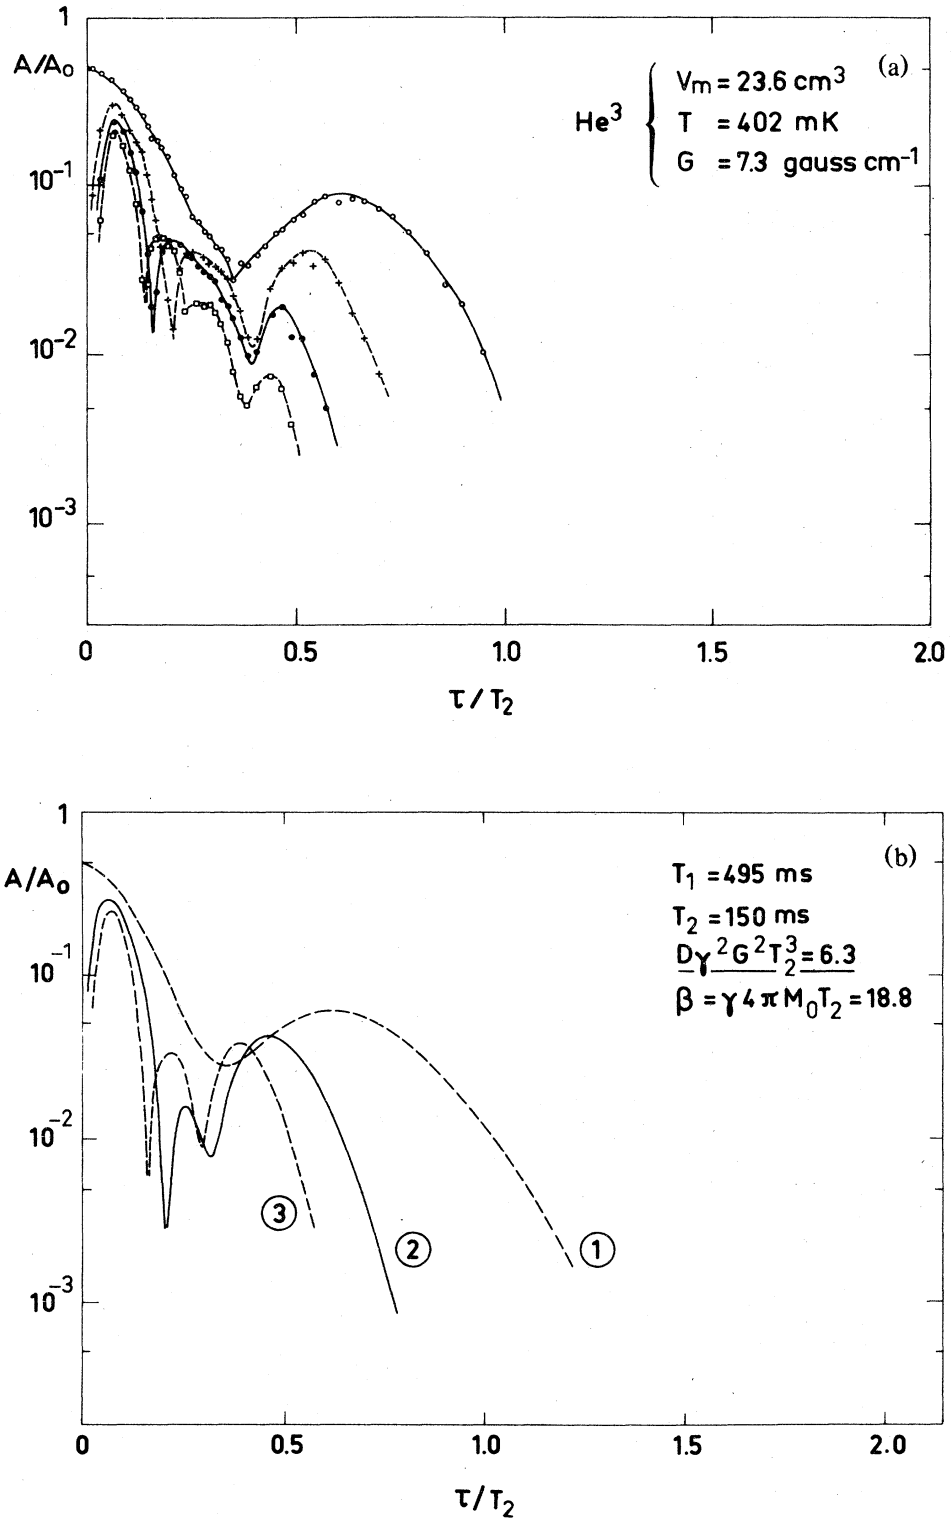 1
A/A₀
10⁻¹
10⁻²
10⁻³
(a)
He³
Vₘ = 23.6 cm³
T = 402 mK
G = 7.3 gauss cm⁻¹
0 0.5 1.0 1.5 2.0
τ/T₂
1
A/A₀
10⁻¹
10⁻²
10⁻³
(b)
T₁ = 495 ms
T₂ = 150 ms
Dγ²G²T₂³ = 6.3
β = γ4πM₀T₂ = 18.8
3
2
1
0 0.5 1.0 1.5 2.0
τ/T₂